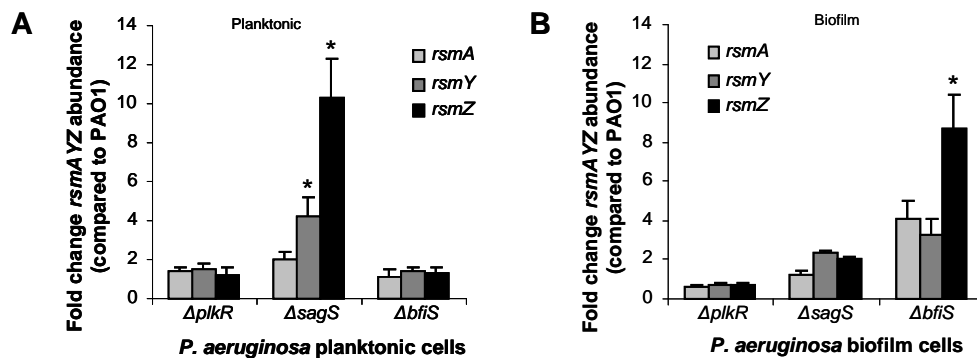 A
Planktonic
Fold change rsmAYZ abundance
(compared to PAO1)
14
12
10
8
6
4
2
0
rsmA
rsmY
rsmZ
*
*
ΔplkR
ΔsagS
ΔbfiS
P. aeruginosa planktonic cells
B
Biofilm
Fold change rsmAYZ abundance
(compared to PAO1)
14
12
10
8
6
4
2
0
rsmA
rsmY
rsmZ
*
ΔplkR
ΔsagS
ΔbfiS
P. aeruginosa biofilm cells